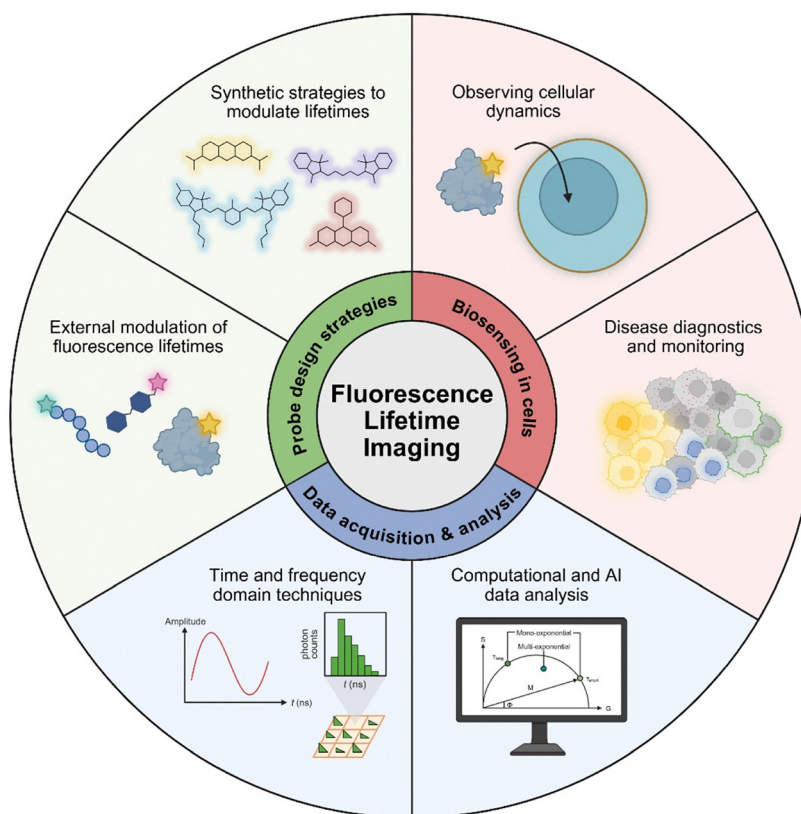 Synthetic strategies to
modulate lifetimes
Observing cellular
dynamics
External modulation of
fluorescence lifetimes
Disease diagnostics
and monitoring
Probe design strategies
Biosensing in cells
Data acquisition & analysis
Fluorescence
Lifetime
Imaging
Time and frequency
domain techniques
Amplitude
t (ns)
photon
counts
t (ns)
Computational and AI
data analysis
S
Mono-exponential
Multi-exponential
τlong
τshort
M
Φ
G